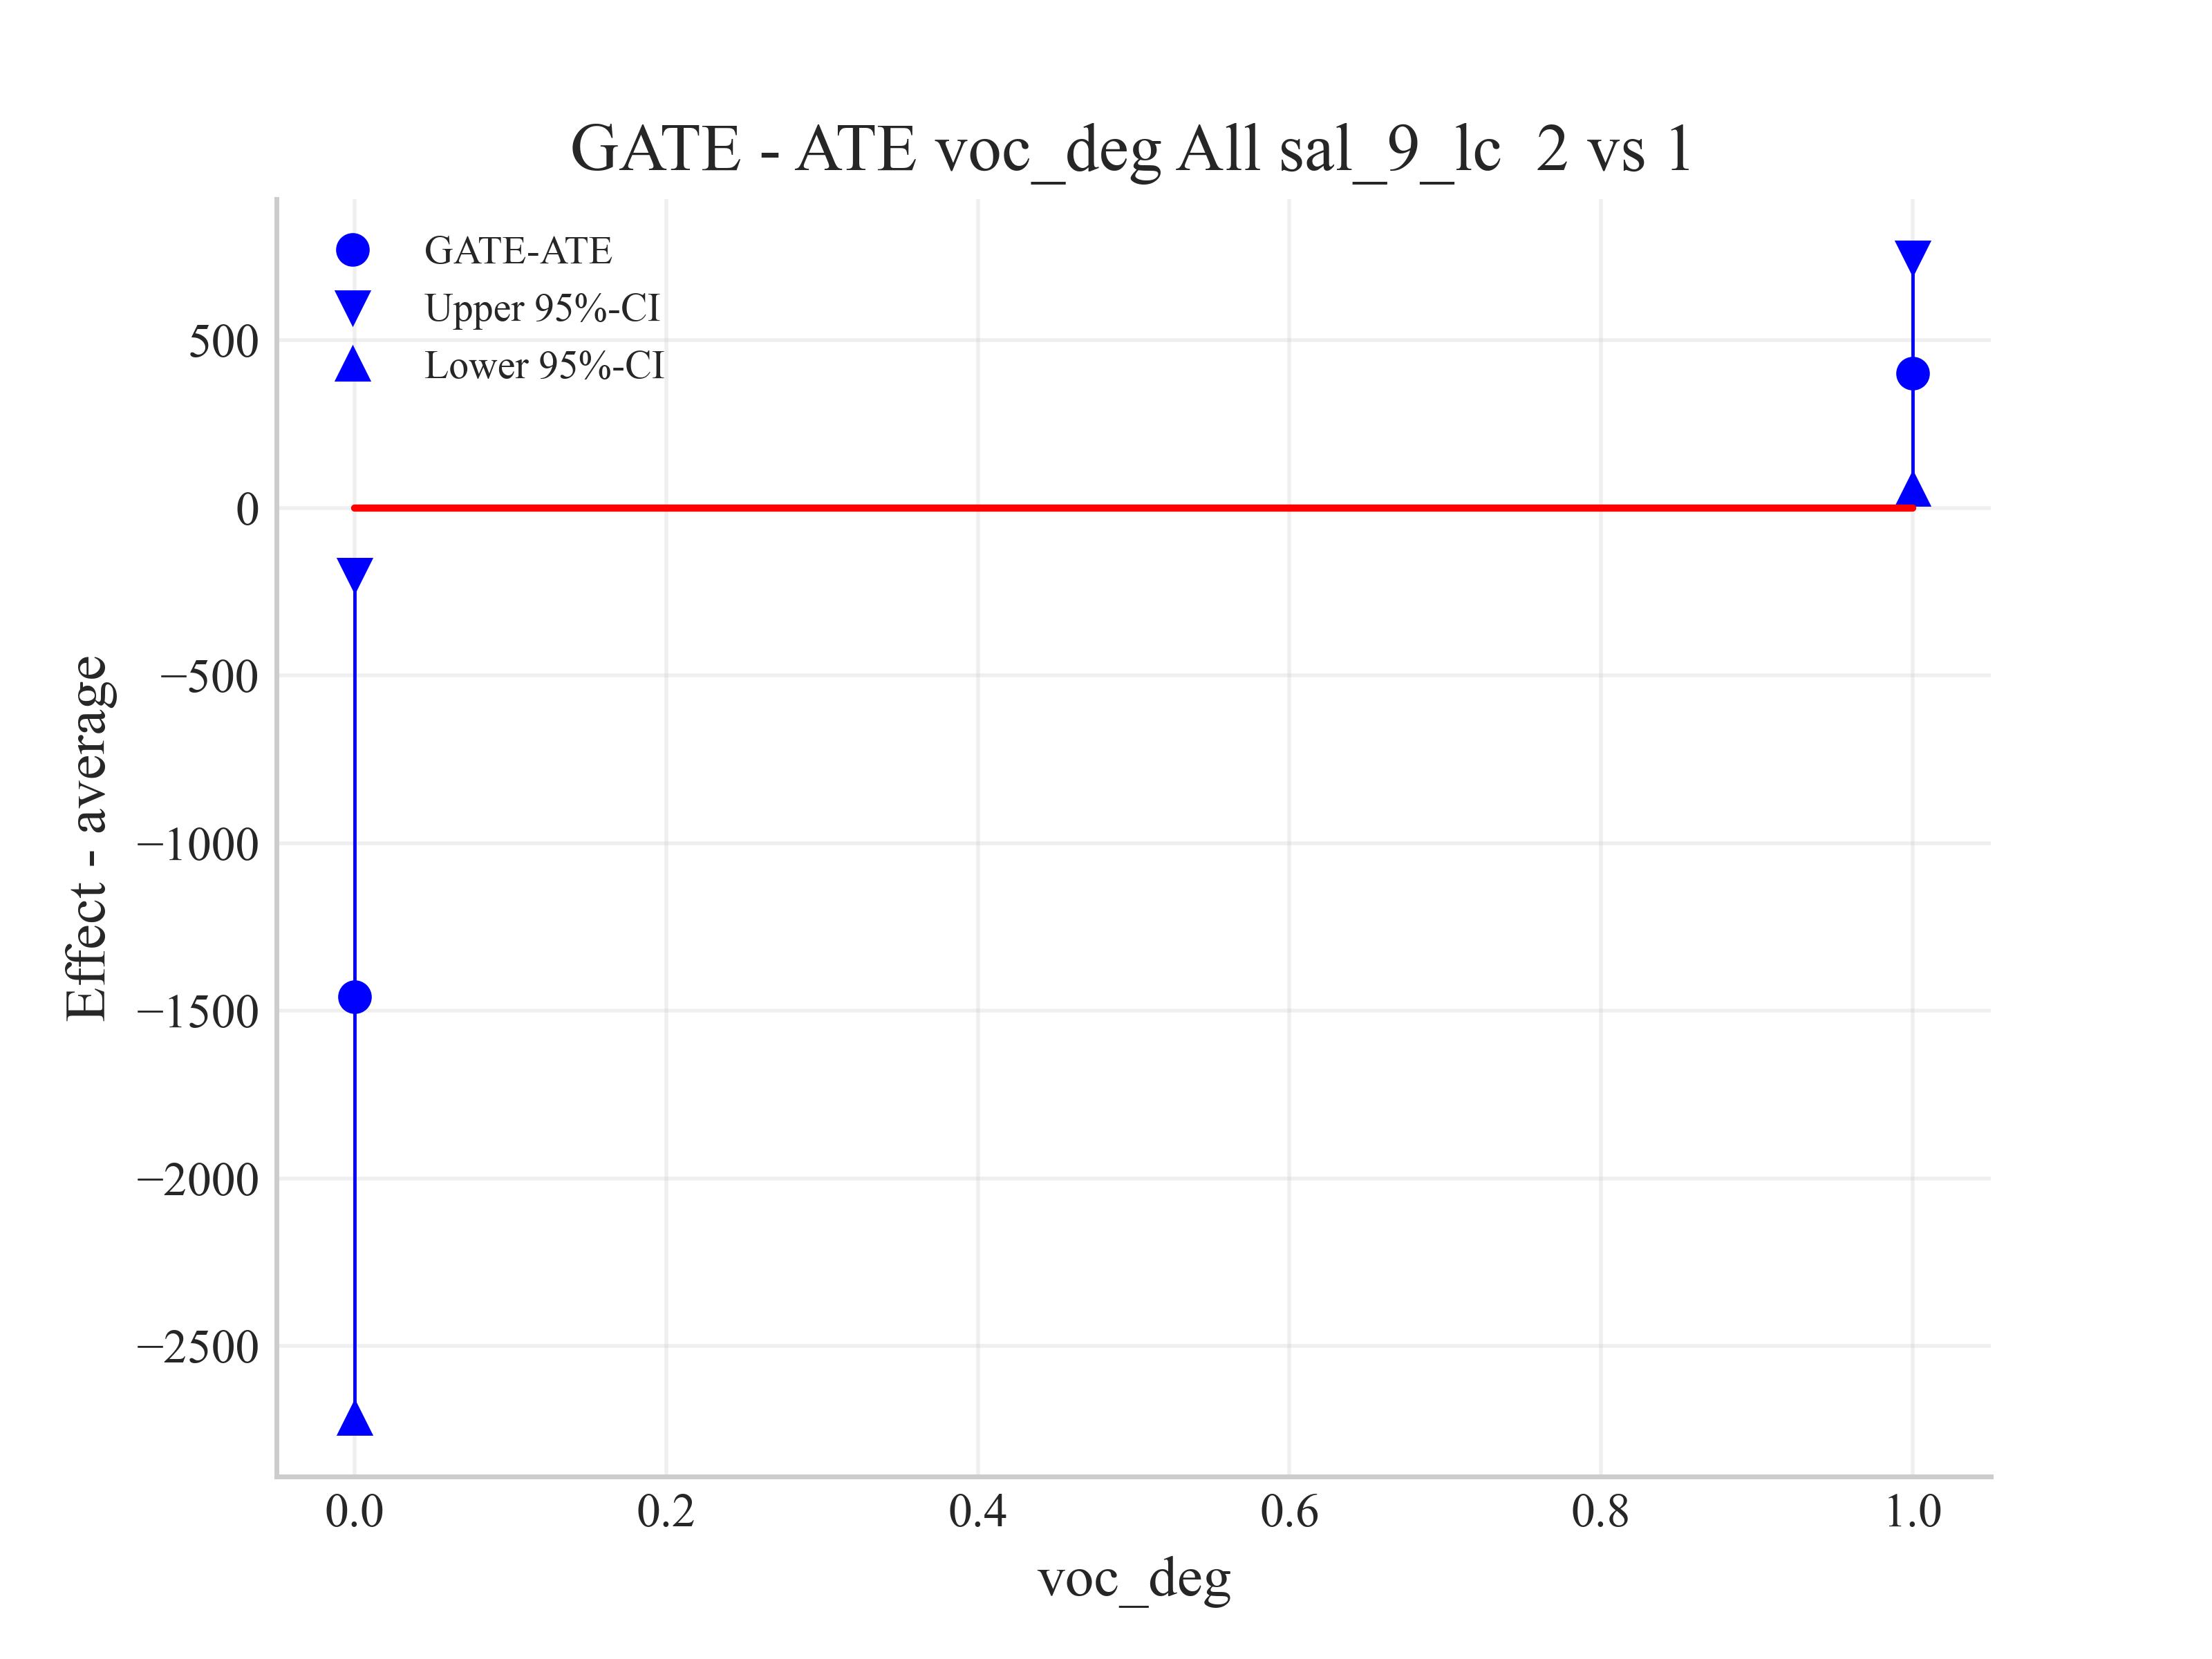 GATE - ATE voc_deg All sal_9_lc  2 vs 1
GATE-ATE
Upper 95%-CI
Lower 95%-CI
500
0
−500
−1000
−1500
−2000
−2500
Effect - average
0.0 0.2 0.4 0.6 0.8 1.0
voc_deg